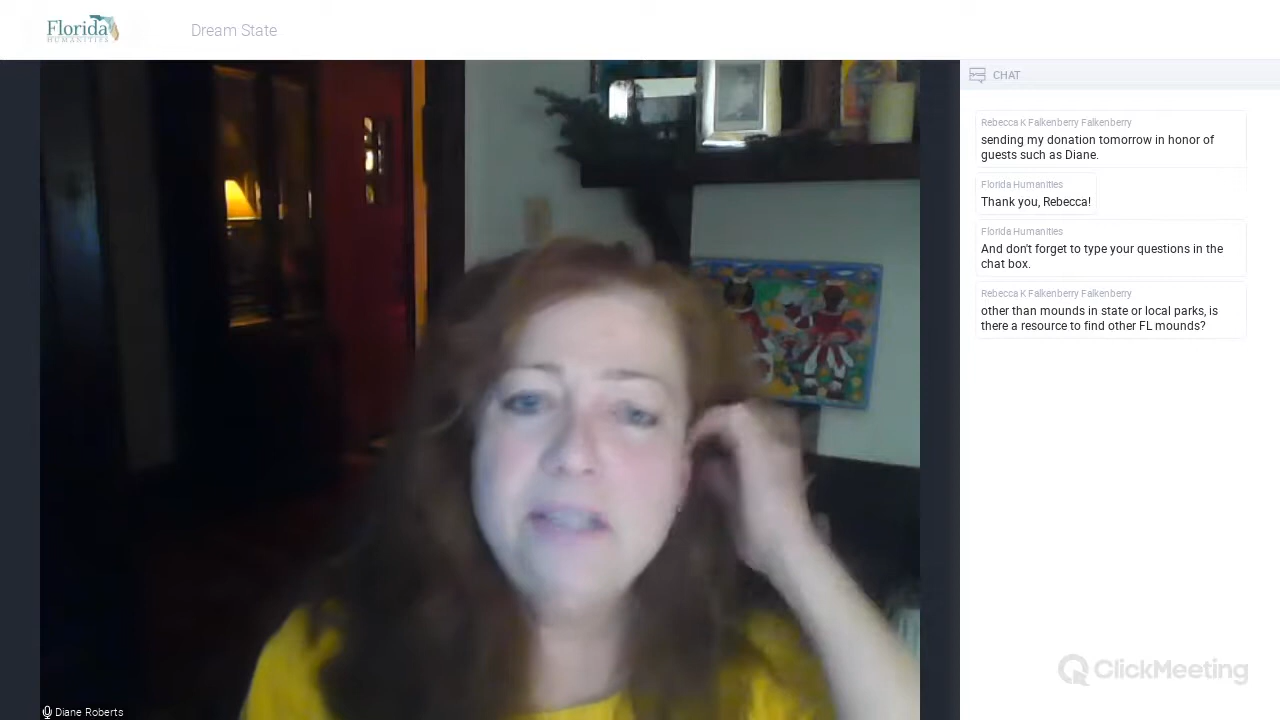 Florida
HUMANITIES
Dream State
CHAT
Rebecca K Falkenberry Falkenberry
sending my donation tomorrow in honor of
guests such as Diane.
Florida Humanities
Thank you, Rebecca!
Florida Humanities
And don't forget to type your questions in the
chat box.
Rebecca K Falkenberry Falkenberry
other than mounds in state or local parks, is
there a resource to find other FL mounds?
ClickMeeting
Diane Roberts